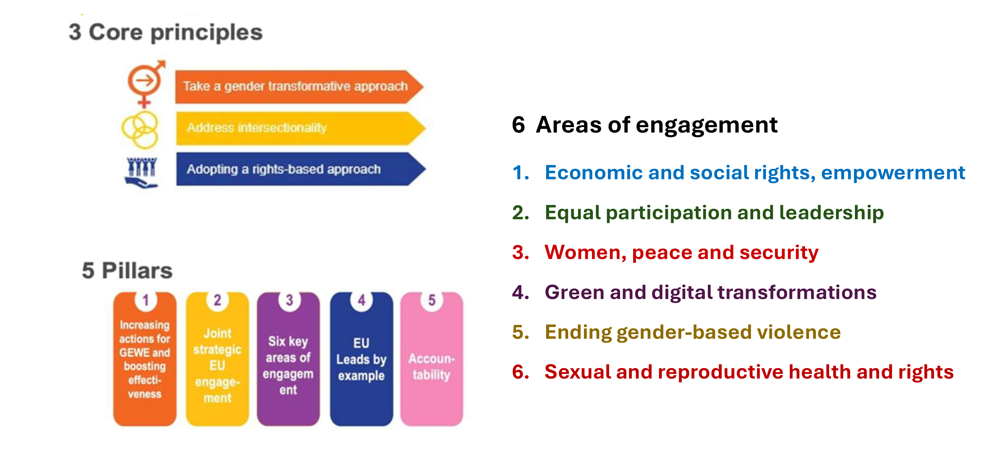 3 Core principles
Take a gender transformative approach
Address intersectionality
Adopting a rights-based approach
5 Pillars
1
Increasing
actions for
GEWE and
boosting
effecti-
veness
2
Joint
strategic
EU
engage-
ment
3
Six key
areas of
engagem
ent
4
EU
Leads by
example
5
Accoun-
tability
6 Areas of engagement
1. Economic and social rights, empowerment
2. Equal participation and leadership
3. Women, peace and security
4. Green and digital transformations
5. Ending gender-based violence
6. Sexual and reproductive health and rights